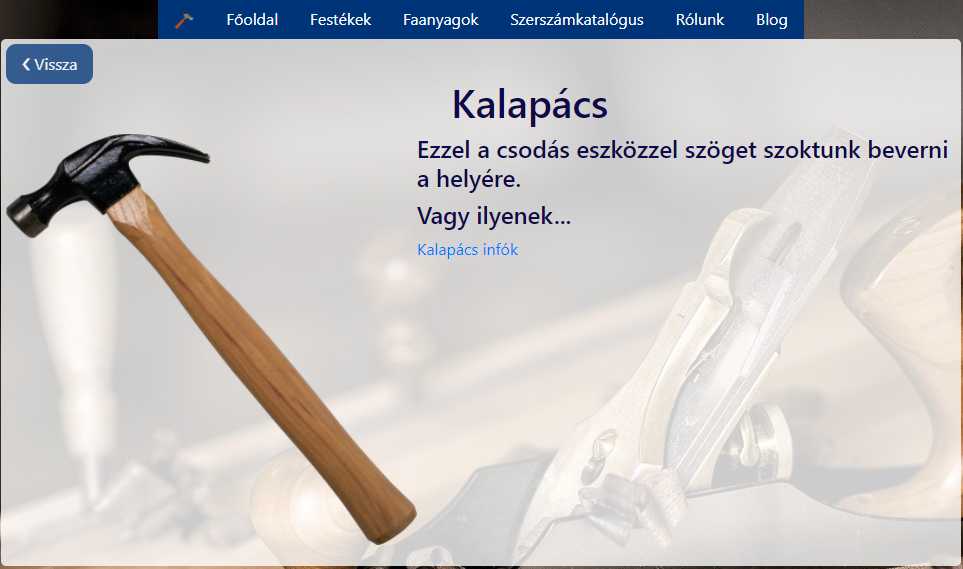 Főoldal Festékek Faanyagok Szerszámkatalógus Rólunk Blog
❮ Vissza
Kalapács
Ezzel a csodás eszközzel szöget szoktunk beverni
a helyére.
Vagy ilyenek...
Kalapács infók